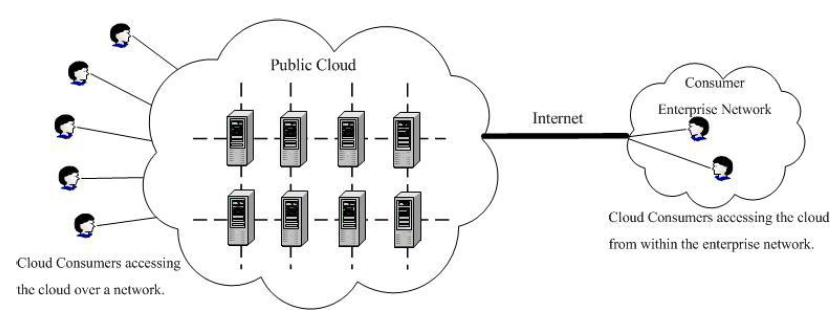 Public Cloud
Consumer
Enterprise Network
Internet
Cloud Consumers accessing the cloud
from within the enterprise network.
Cloud Consumers accessing
the cloud over a network.